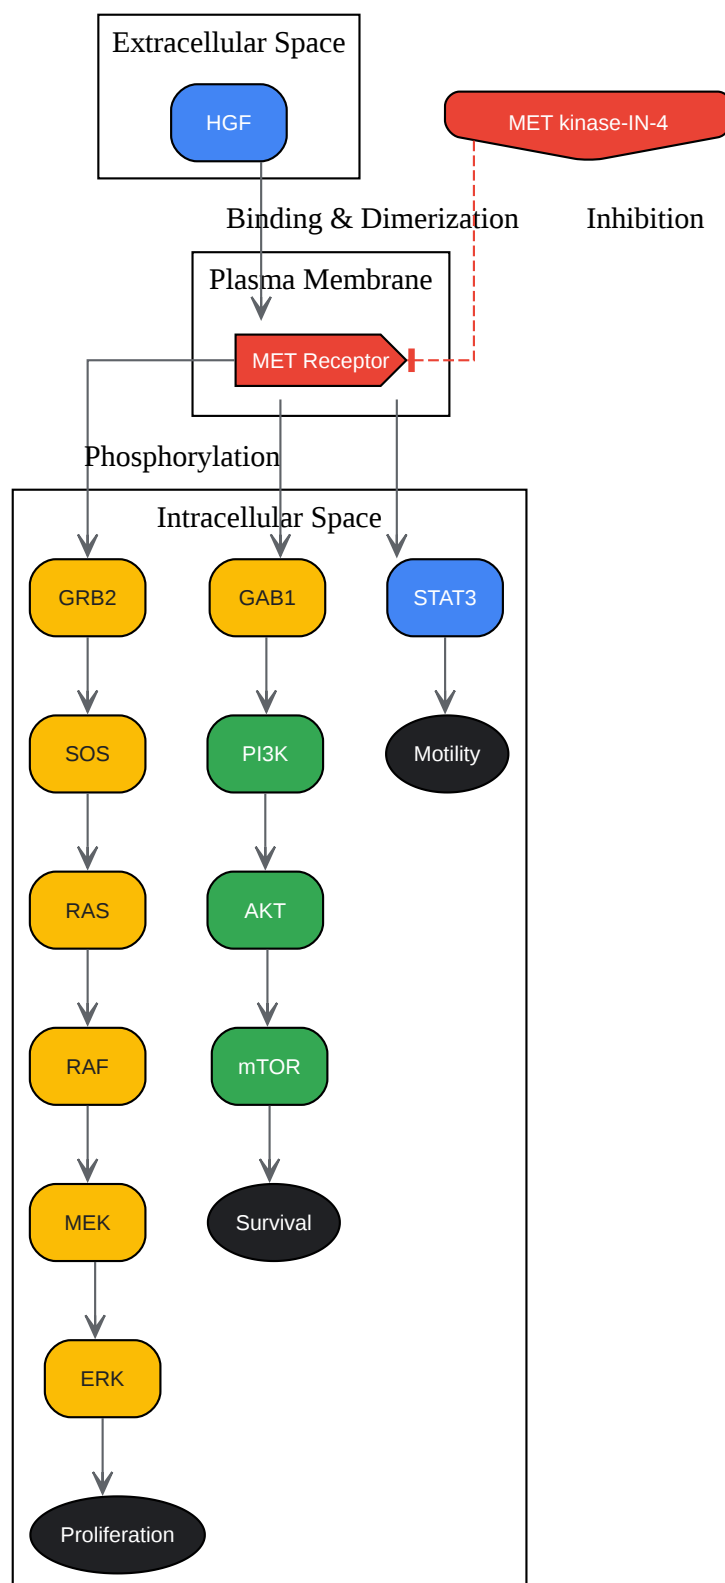 Extracellular Space
HGF
MET kinase-IN-4
Binding & Dimerization
Inhibition
Plasma Membrane
MET Receptor
Phosphorylation
Intracellular Space
GRB2
GAB1
STAT3
SOS
PI3K
Motility
RAS
AKT
RAF
mTOR
MEK
Survival
ERK
Proliferation